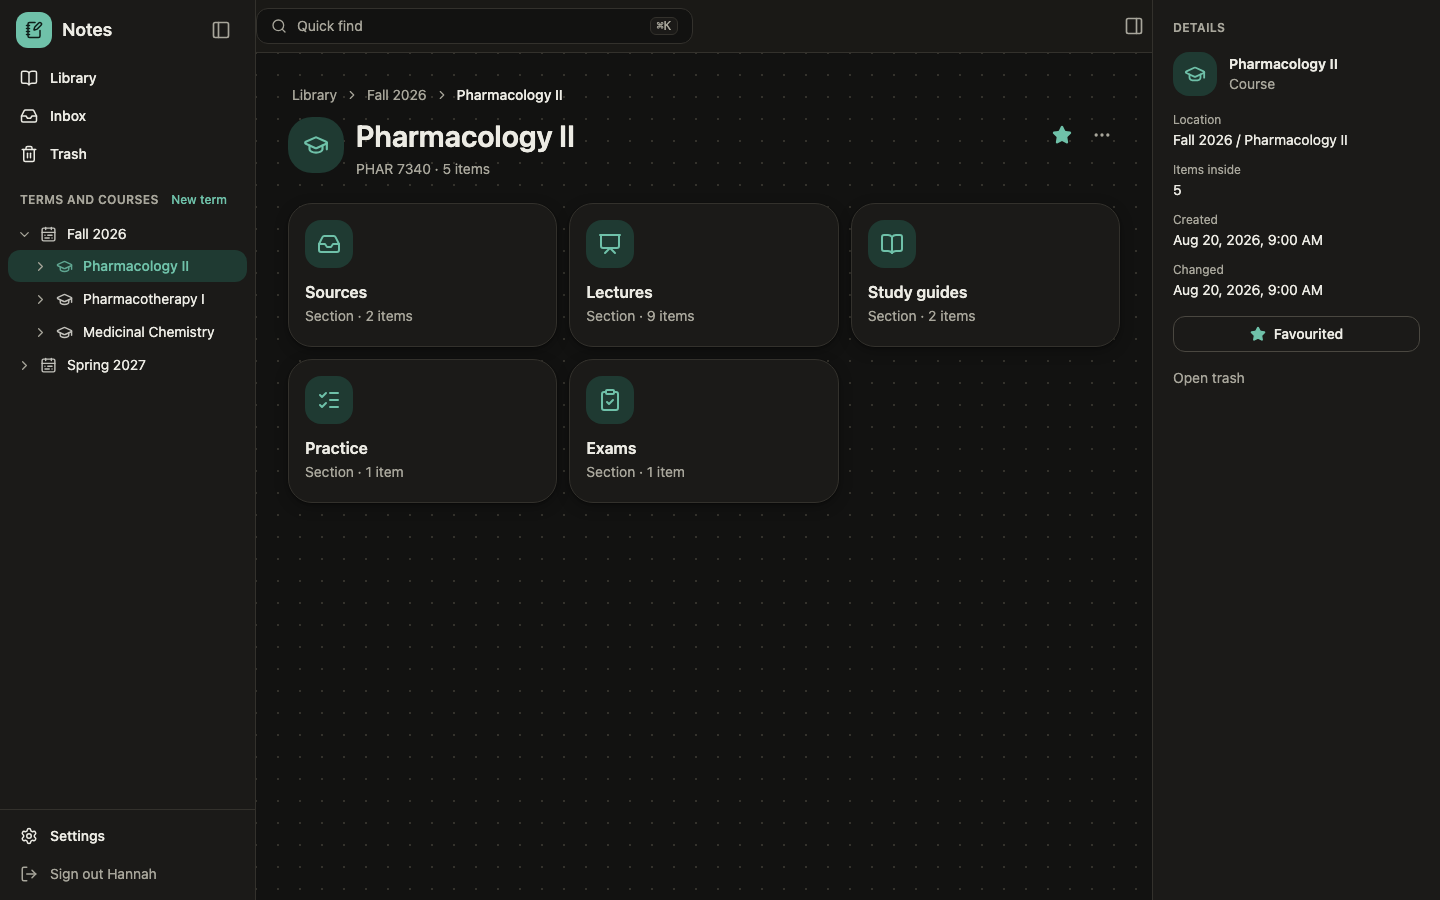 Notes
Library
Inbox
Trash
TERMS AND COURSES New term
Fall 2026
Pharmacology II
Pharmacotherapy I
Medicinal Chemistry
Spring 2027
Settings
Sign out Hannah
Quick find ⌘K
Library > Fall 2026 > Pharmacology II
Pharmacology II
PHAR 7340 · 5 items
Sources
Section · 2 items
Lectures
Section · 9 items
Study guides
Section · 2 items
Practice
Section · 1 item
Exams
Section · 1 item
DETAILS
Pharmacology II
Course
Location
Fall 2026 / Pharmacology II
Items inside
5
Created
Aug 20, 2026, 9:00 AM
Changed
Aug 20, 2026, 9:00 AM
Favourited
Open trash